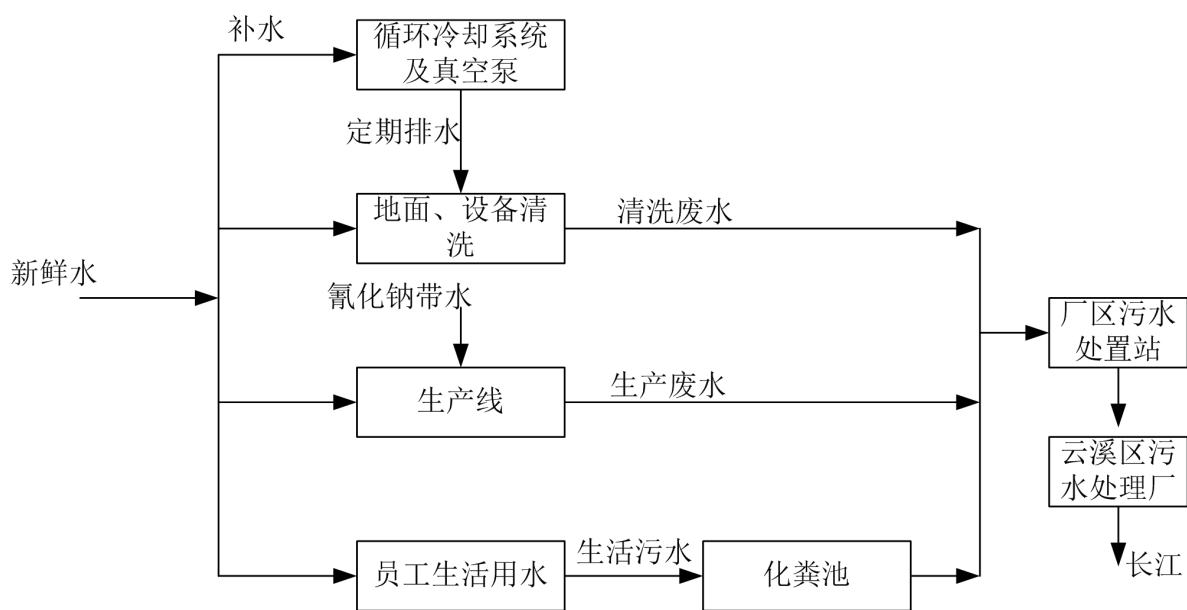 补水
循环冷却系统
及真空泵
定期排水
地面、设备清
洗
清洗废水
新鲜水
氰化钠带水
生产线
生产废水
厂区污水
处置站
云溪区污
水处理厂
员工生活用水
生活污水
化粪池
长江